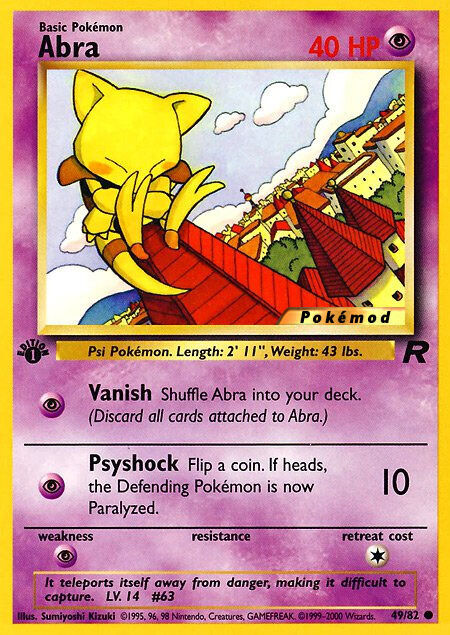 Basic Pokémon
Abra 40 HP
Pokémod
EDITION 1
Psi Pokémon. Length: 2' 11", Weight: 43 lbs.
R
Vanish Shuffle Abra into your deck.
(Discard all cards attached to Abra.)
Psyshock Flip a coin. If heads,
the Defending Pokémon is now
Paralyzed.
10
weakness resistance retreat cost
It teleports itself away from danger, making it difficult to
capture. LV. 14 #63
Illus. Sumiyoshi Kizuki ©1995, 96, 98 Nintendo, Creatures, GAMEFREAK. ©1999-2000 Wizards. 49/82